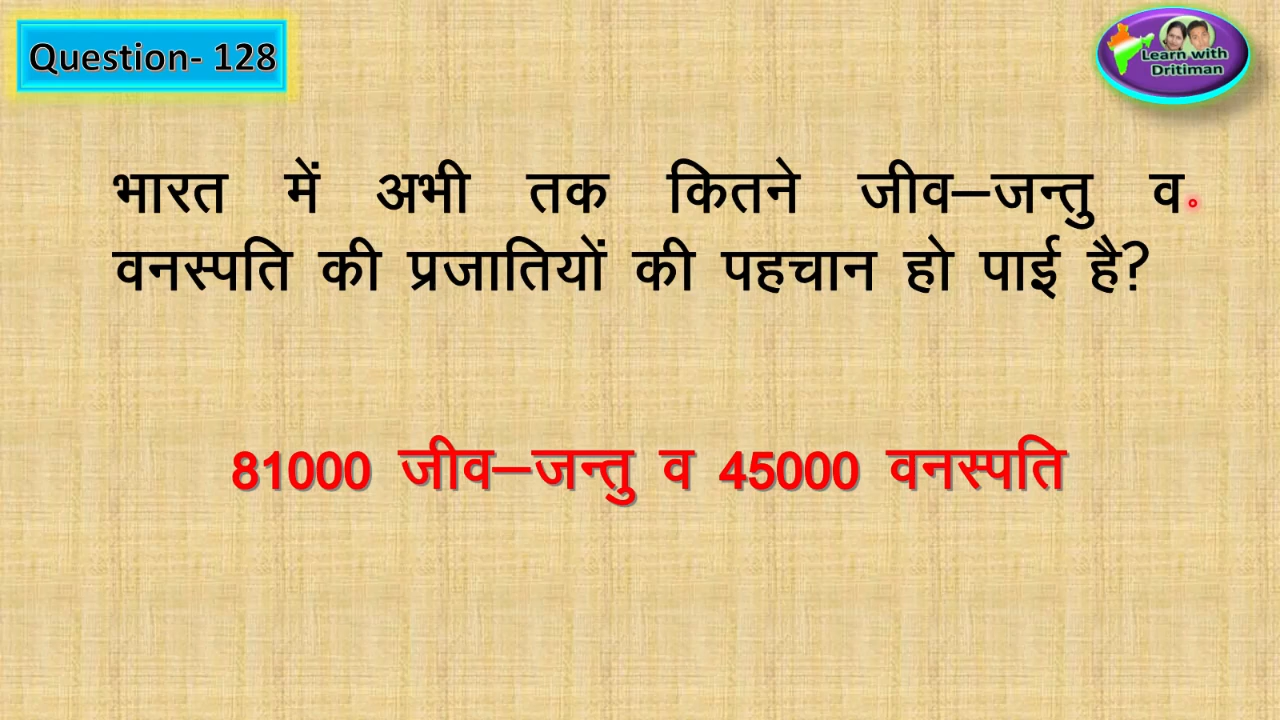 Question- 128
Learn with
Dritiman
भारत में अभी तक कितने जीव–जन्तु व
वनस्पति की प्रजातियों की पहचान हो पाई है?
81000 जीव–जन्तु व 45000 वनस्पति